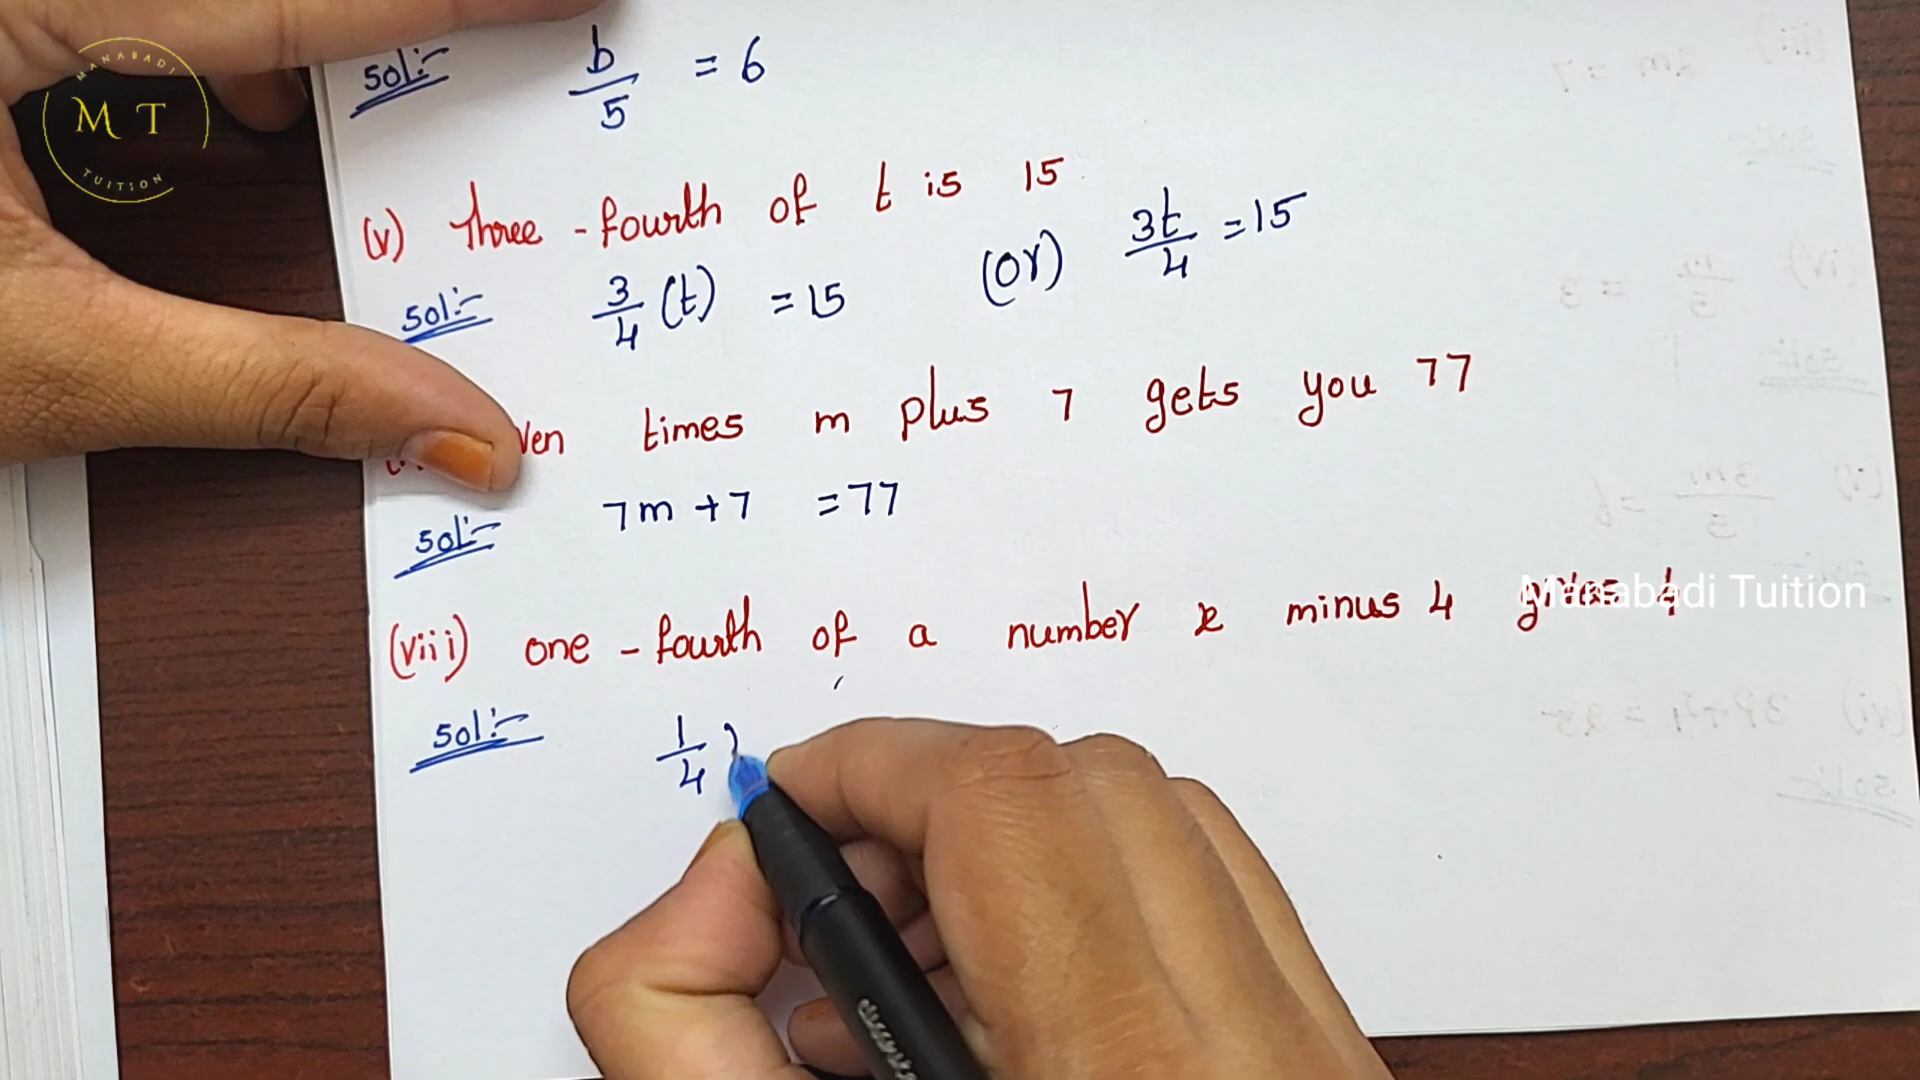 MANABADI
M T
TUITION
Sol:- b/5 = 6
(v) Three-fourth of t is 15
Sol:- 3/4 (t) = 15 (or) 3t/4 = 15
ven times m plus 7 gets you 77
Sol:- 7m + 7 = 77
Manabadi Tuition
(viii) one-fourth of a number x minus 4 gives 4
Sol:- 1/4